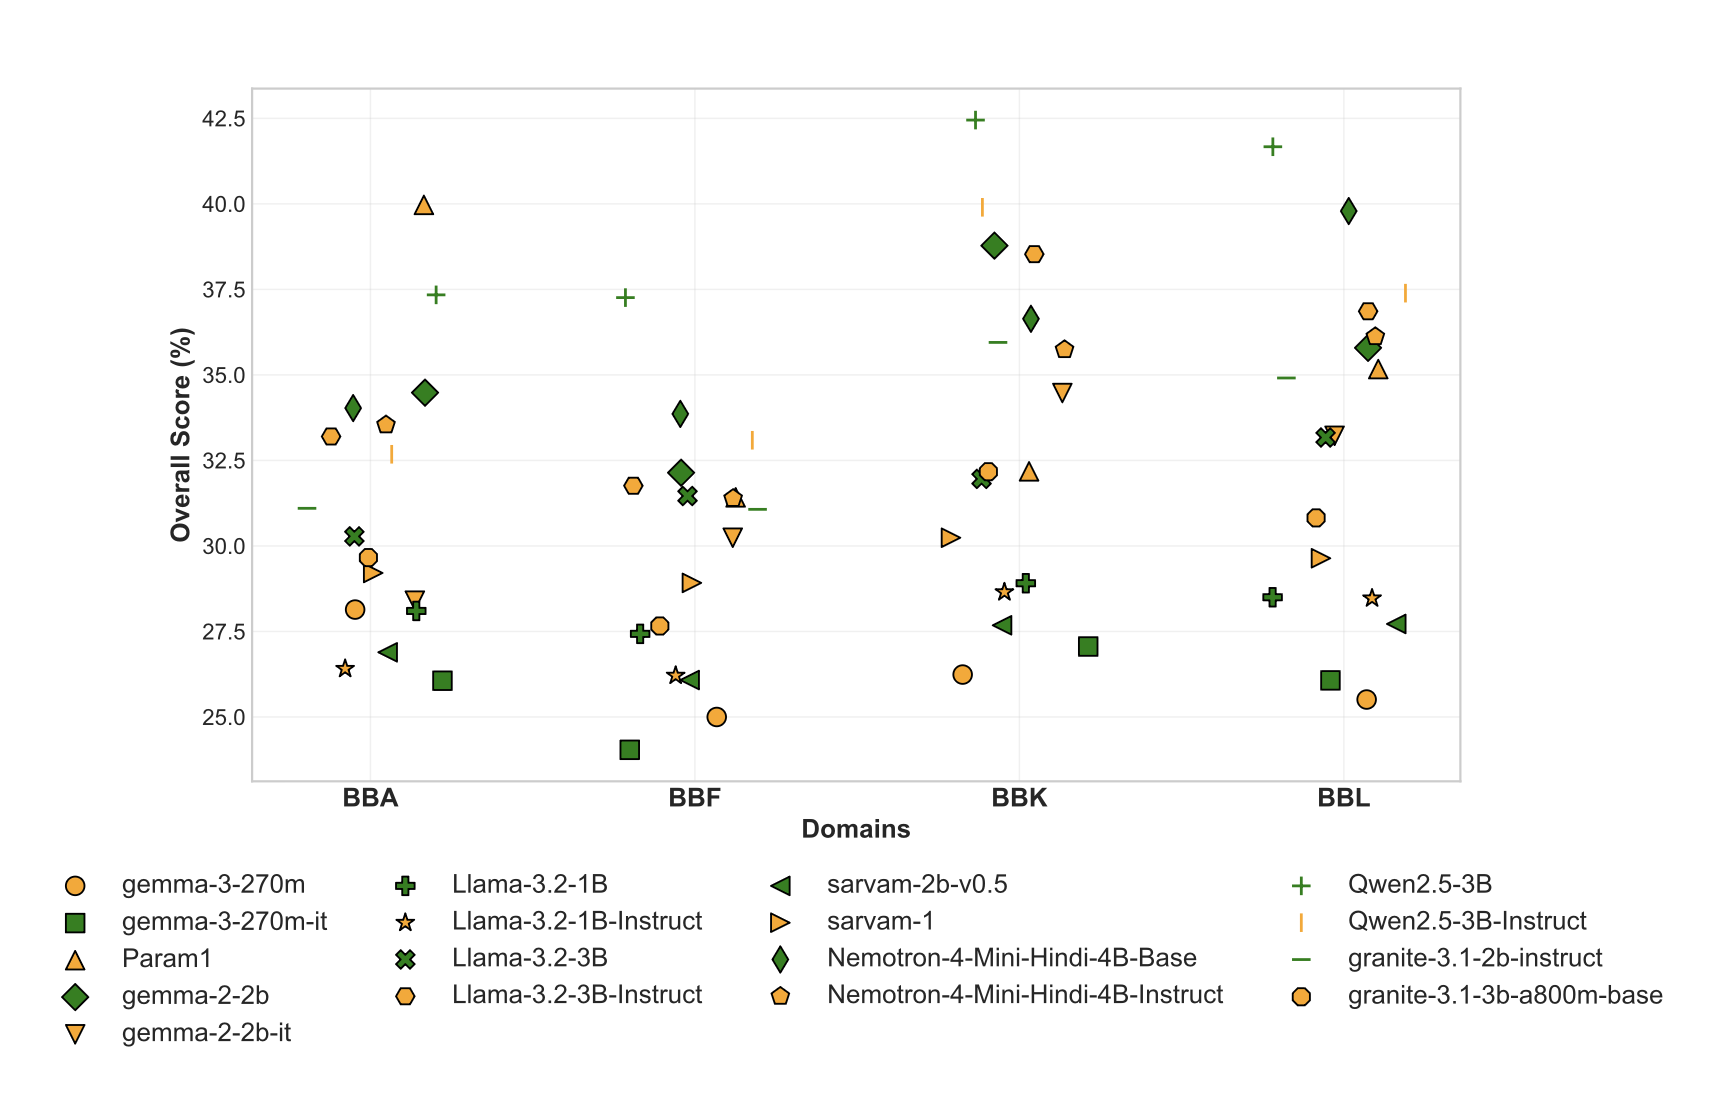 42.5
40.0
37.5
35.0
32.5
30.0
27.5
25.0
Overall Score (%)
BBA BBF BBK BBL
Domains
gemma-3-270m
gemma-3-270m-it
Param1
gemma-2-2b
gemma-2-2b-it
Llama-3.2-1B
Llama-3.2-1B-Instruct
Llama-3.2-3B
Llama-3.2-3B-Instruct
sarvam-2b-v0.5
sarvam-1
Nemotron-4-Mini-Hindi-4B-Base
Nemotron-4-Mini-Hindi-4B-Instruct
Qwen2.5-3B
Qwen2.5-3B-Instruct
granite-3.1-2b-instruct
granite-3.1-3b-a800m-base